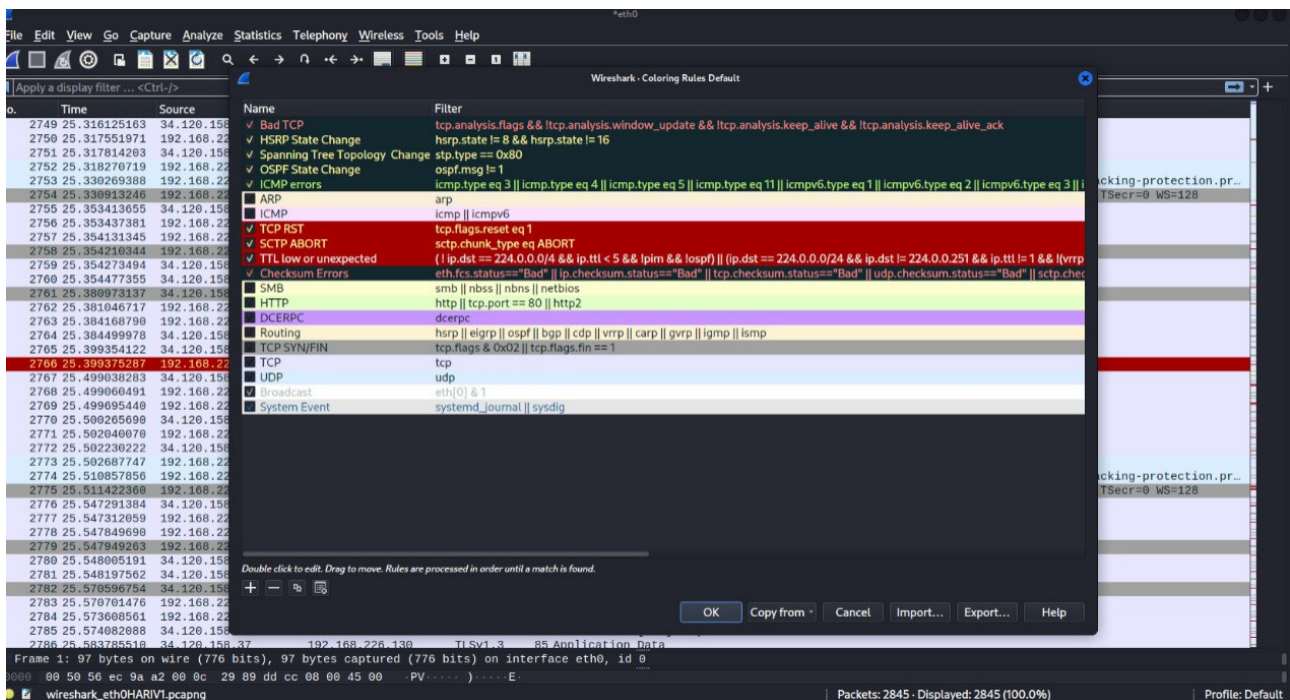 *eth0
File Edit View Go Capture Analyze Statistics Telephony Wireless Tools Help
Apply a display filter ... <Ctrl-/>
Wireshark · Coloring Rules Default
o. Time Source
Name Filter
Bad TCP tcp.analysis.flags && !tcp.analysis.window_update && !tcp.analysis.keep_alive && !tcp.analysis.keep_alive_ack
HSRP State Change hsrp.state != 8 && hsrp.state != 16
Spanning Tree Topology Change stp.type == 0x80
OSPF State Change ospf.msg != 1
ICMP errors icmp.type eq 3 || icmp.type eq 4 || icmp.type eq 5 || icmp.type eq 11 || icmpv6.type eq 1 || icmpv6.type eq 2 || icmpv6.type eq 3 || i
ARP arp
ICMP icmp || icmpv6
TCP RST tcp.flags.reset eq 1
SCTP ABORT sctp.chunk_type eq ABORT
TTL low or unexpected ( ! ip.dst == 224.0.0.0/4 && ip.ttl < 5 && !pim && !ospf) || (ip.dst == 224.0.0.0/24 && ip.dst != 224.0.0.251 && ip.ttl != 1 && !(vrrp
Checksum Errors eth.fcs.status=="Bad" || ip.checksum.status=="Bad" || tcp.checksum.status=="Bad" || udp.checksum.status=="Bad" || sctp.chec
SMB smb || nbss || nbns || netbios
HTTP http || tcp.port == 80 || http2
DCERPC dcerpc
Routing hsrp || eigrp || ospf || bgp || cdp || vrrp || carp || gvrp || igmp || ismp
TCP SYN/FIN tcp.flags & 0x02 || tcp.flags.fin == 1
TCP tcp
UDP udp
Broadcast eth[0] & 1
System Event systemd_journal || sysdig
Double click to edit. Drag to move. Rules are processed in order until a match is found.
OK Copy from Cancel Import... Export... Help
2749 25.316125163 34.120.158
2750 25.317551971 192.168.22
2751 25.317814203 34.120.158
2752 25.318270719 192.168.22
2753 25.330269388 192.168.22 acking-protection.pr...
2754 25.330913246 192.168.22 TSecr=0 WS=128
2755 25.353413655 34.120.158
2756 25.353437381 192.168.22
2757 25.354131345 192.168.22
2758 25.354210344 192.168.22
2759 25.354273494 34.120.158
2760 25.354477355 34.120.158
2761 25.380973137 34.120.158
2762 25.381046717 192.168.22
2763 25.384168790 192.168.22
2764 25.384499978 34.120.158
2765 25.399354122 34.120.158
2766 25.399375287 192.168.22
2767 25.499038283 34.120.158
2768 25.499060491 192.168.22
2769 25.499695440 192.168.22
2770 25.500265690 34.120.158
2771 25.502040070 192.168.22
2772 25.502230222 34.120.158
2773 25.502687747 192.168.22
2774 25.510857856 192.168.22 acking-protection.pr...
2775 25.511422360 192.168.22 TSecr=0 WS=128
2776 25.547291384 34.120.158
2777 25.547312059 192.168.22
2778 25.547849690 192.168.22
2779 25.547949263 192.168.22
2780 25.548005191 34.120.158
2781 25.548197562 34.120.158
2782 25.570596754 34.120.158
2783 25.570701476 192.168.22
2784 25.573608561 192.168.22
2785 25.574082088 34.120.158
2786 25.583785510 34.120.158.37 192.168.226.130 TLSv1.3 85 Application Data
Frame 1: 97 bytes on wire (776 bits), 97 bytes captured (776 bits) on interface eth0, id 0
0000 00 50 56 ec 9a a2 00 0c 29 89 dd cc 08 00 45 00 ·PV····· )·····E·
wireshark_eth0HARIV1.pcapng Packets: 2845 · Displayed: 2845 (100.0%) Profile: Default